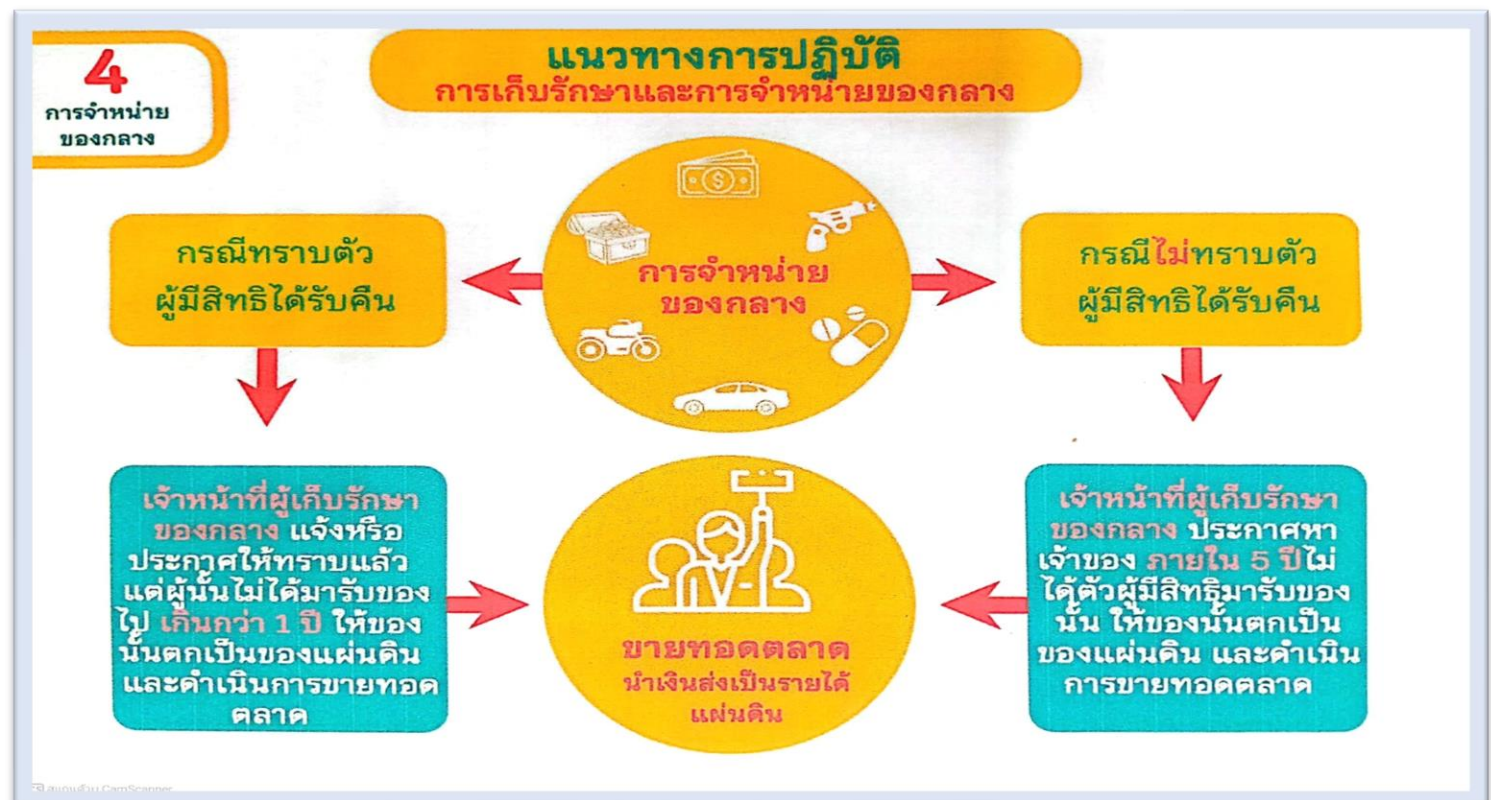 4
การจำหน่าย
ของกลาง
แนวทางการปฏิบัติ
การเก็บรักษาและการจำหน่ายของกลาง
การจำหน่าย
ของกลาง
กรณีทราบตัว
ผู้มีสิทธิได้รับคืน
กรณีไม่ทราบตัว
ผู้มีสิทธิได้รับคืน
เจ้าหน้าที่ผู้เก็บรักษา
ของกลาง แจ้งหรือ
ประกาศให้ทราบแล้ว
แต่ผู้นั้นไม่ได้มารับของ
ไป เกินกว่า 1 ปี ให้ของ
นั้นตกเป็นของแผ่นดิน
และดำเนินการขายทอด
ตลาด
ขายทอดตลาด
นำเงินส่งเป็นรายได้
แผ่นดิน
เจ้าหน้าที่ผู้เก็บรักษา
ของกลาง ประกาศหา
เจ้าของ ภายใน 5 ปีไม่
ได้ตัวผู้มีสิทธิมารับของ
นั้น ให้ของนั้นตกเป็น
ของแผ่นดิน และดำเนิน
การขายทอดตลาด
สแกนด้วย CamScanner